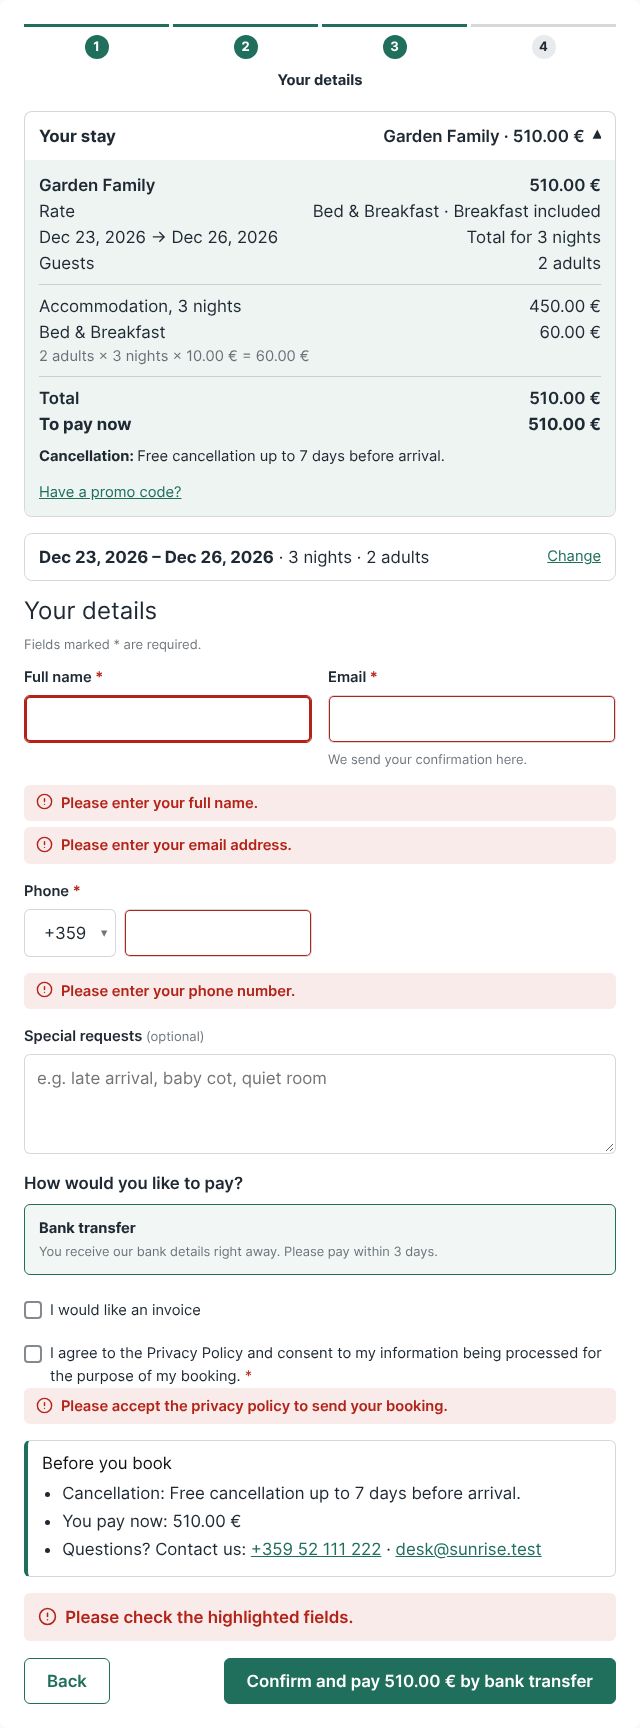 1
2
3
4
Your details
Your stay
Garden Family · 510.00 € ▲
Garden Family
510.00 €
Rate
Bed & Breakfast · Breakfast included
Dec 23, 2026 → Dec 26, 2026
Total for 3 nights
Guests
2 adults
Accommodation, 3 nights
450.00 €
Bed & Breakfast
60.00 €
2 adults × 3 nights × 10.00 € = 60.00 €
Total
510.00 €
To pay now
510.00 €
Cancellation: Free cancellation up to 7 days before arrival.
Have a promo code?
Dec 23, 2026 – Dec 26, 2026 · 3 nights · 2 adults
Change
Your details
Fields marked * are required.
Full name *
Email *
We send your confirmation here.
Please enter your full name.
Please enter your email address.
Phone *
+359 ▾
Please enter your phone number.
Special requests (optional)
e.g. late arrival, baby cot, quiet room
How would you like to pay?
Bank transfer
You receive our bank details right away. Please pay within 3 days.
I would like an invoice
I agree to the Privacy Policy and consent to my information being processed for
the purpose of my booking. *
Please accept the privacy policy to send your booking.
Before you book
• Cancellation: Free cancellation up to 7 days before arrival.
• You pay now: 510.00 €
• Questions? Contact us: +359 52 111 222 · desk@sunrise.test
Please check the highlighted fields.
Back
Confirm and pay 510.00 € by bank transfer